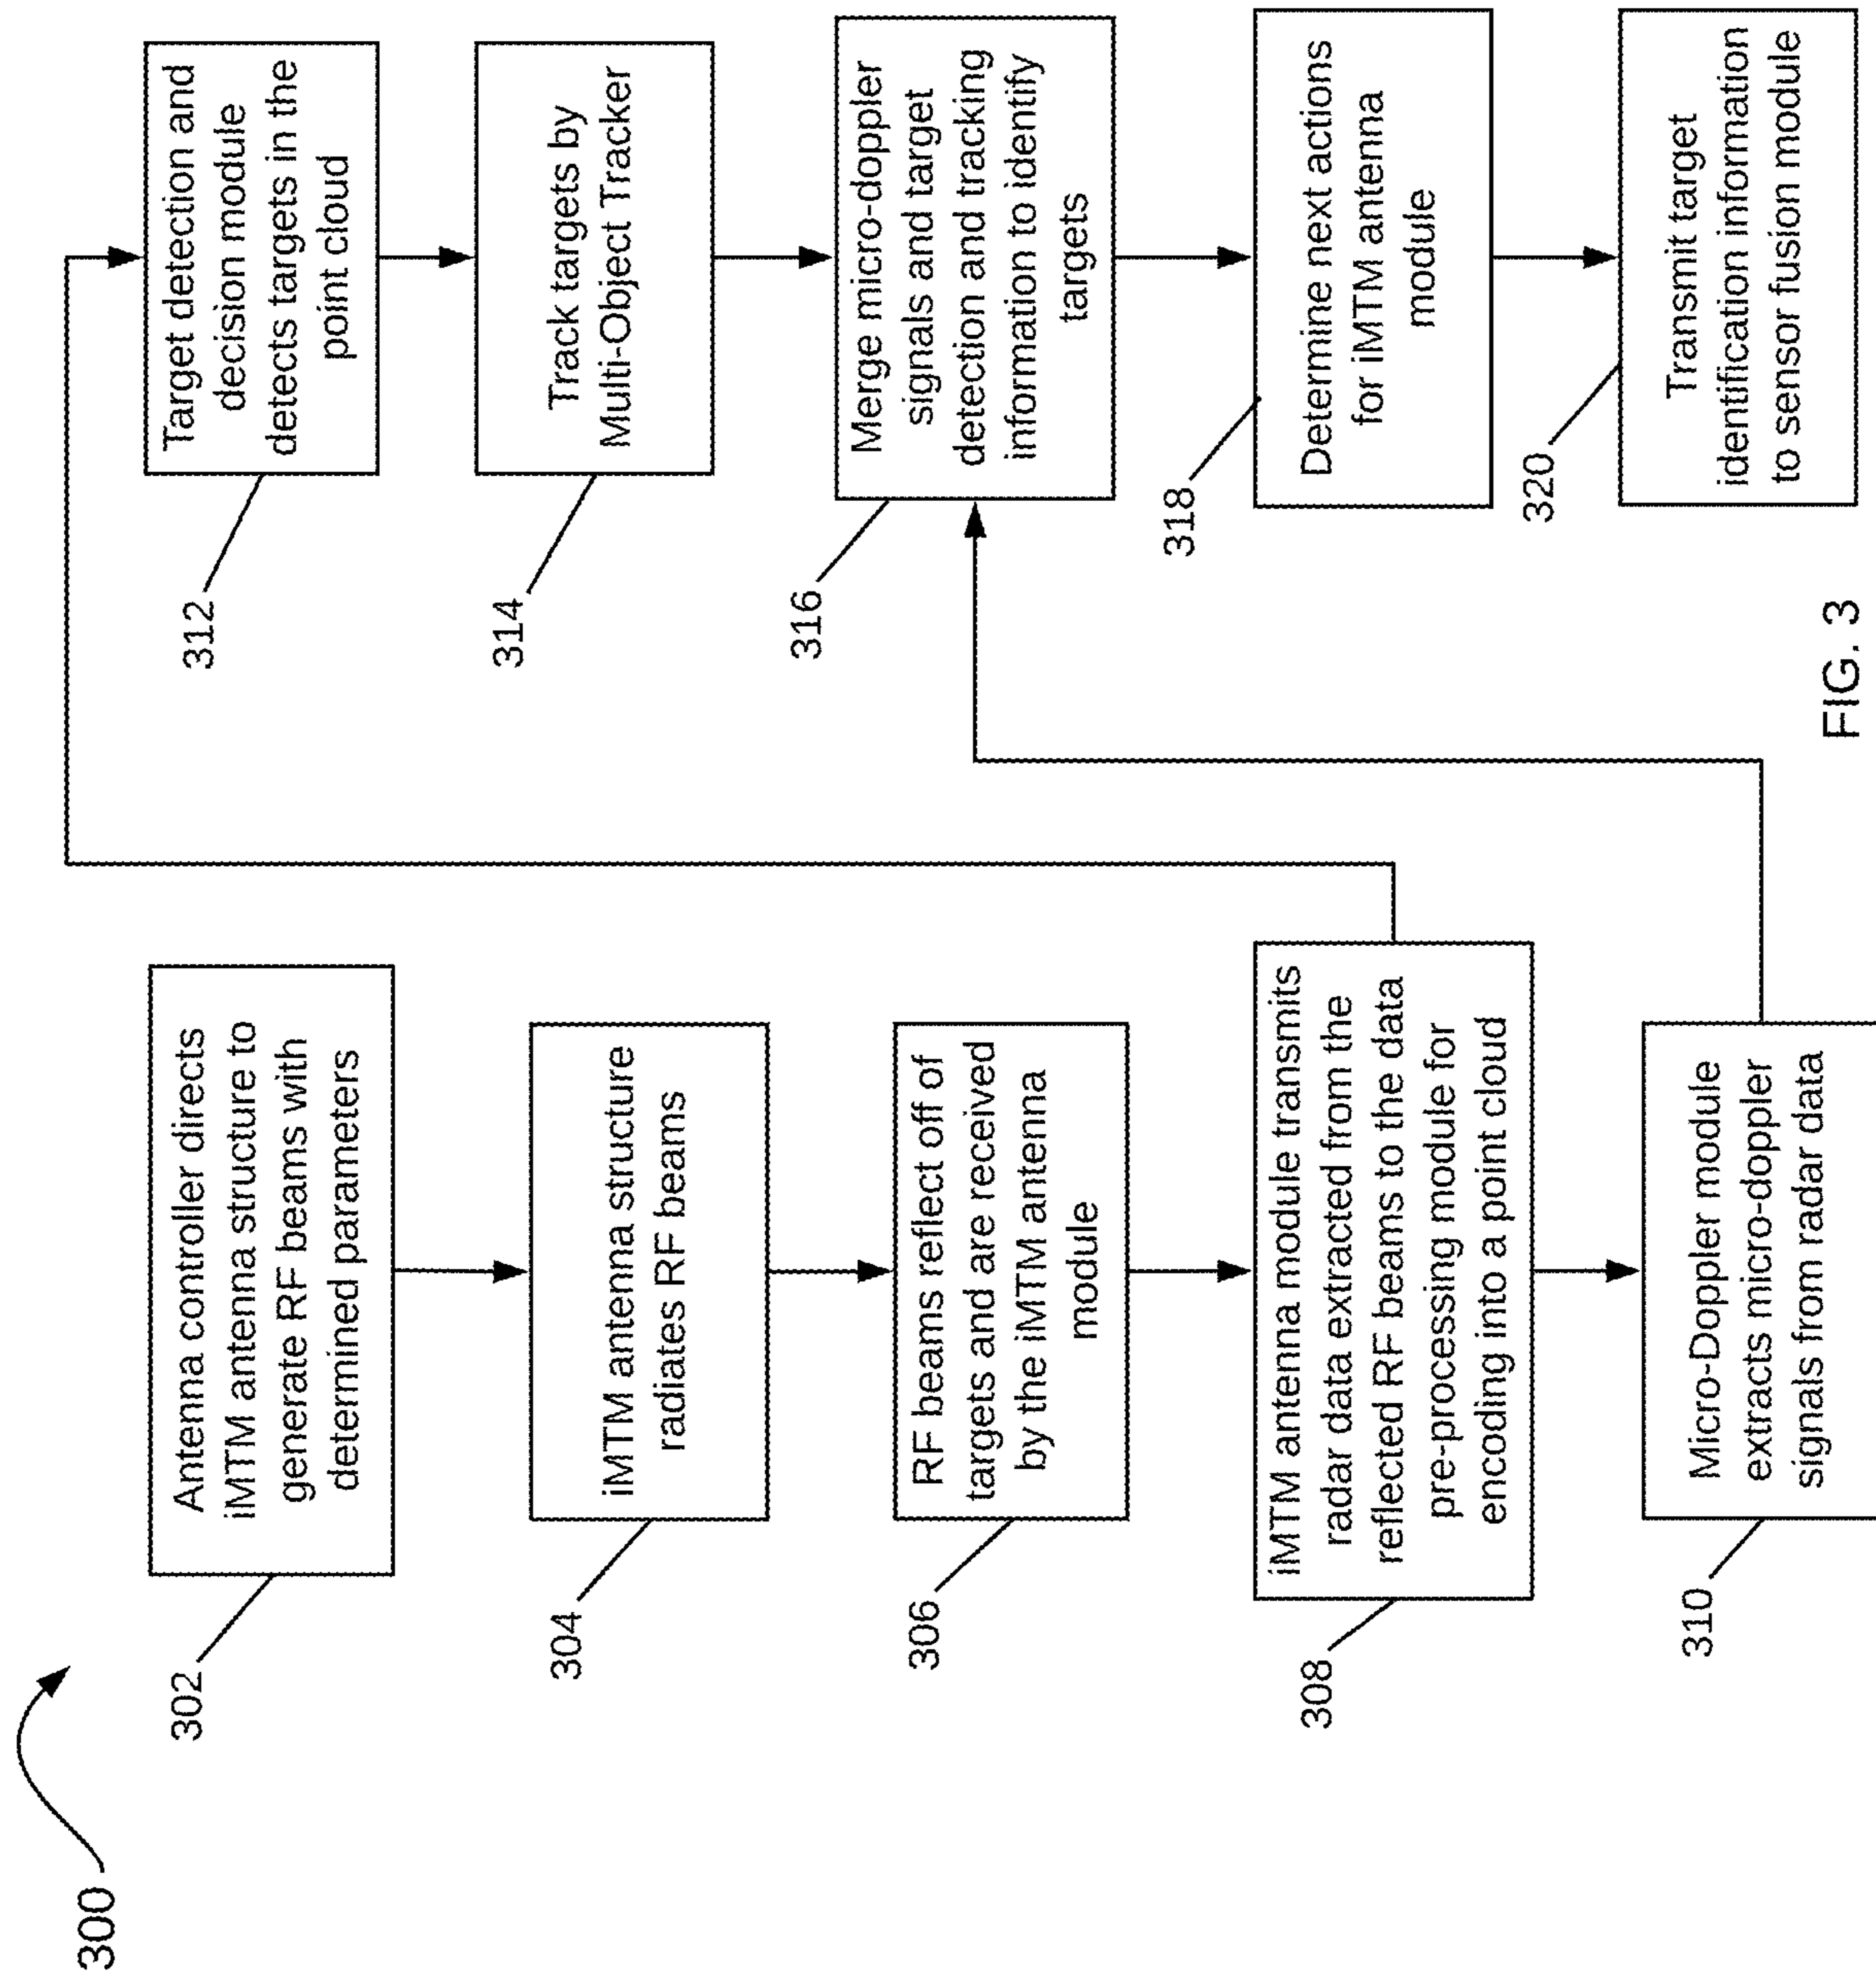 300
302
Antenna controller directs
iMTM antenna structure to
generate RF beams with
determined parameters
304
iMTM antenna structure
radiates RF beams
306
RF beams reflect off of
targets and are received
by the iMTM antenna
module
308
iMTM antenna module transmits
radar data extracted from the
reflected RF beams to the data
pre-processing module for
encoding into a point cloud
310
Micro-Doppler module
extracts micro-doppler
signals from radar data
312
Target detection and
decision module
detects targets in the
point cloud
314
Track targets by
Multi-Object Tracker
316
Merge micro-doppler
signals and target
detection and tracking
information to identify
targets
318
Determine next actions
for iMTM antenna
module
320
Transmit target
identification information
to sensor fusion module
FIG. 3